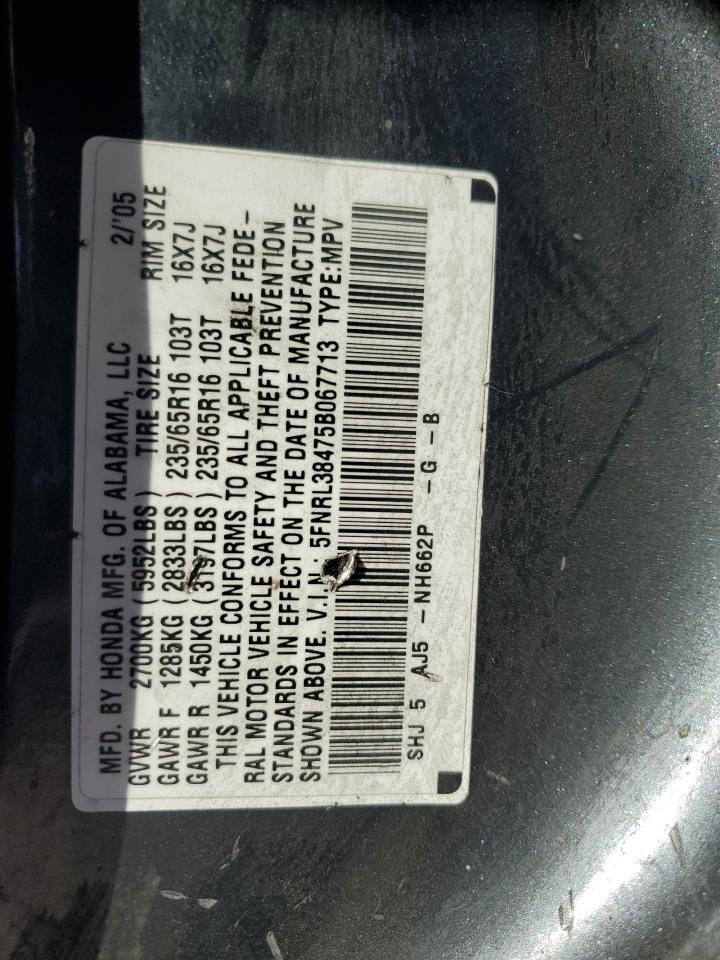 MFD. BY HONDA MFG. OF ALABAMA, LLC 2/'05
GVWR 2700KG (5952LBS) TIRE SIZE RIM SIZE
GAWR F 1285KG (2833LBS) 235/65R16 103T 16X7J
GAWR R 1450KG (3197LBS) 235/65R16 103T 16X7J
THIS VEHICLE CONFORMS TO ALL APPLICABLE FEDE-
RAL MOTOR VEHICLE SAFETY AND THEFT PREVENTION
STANDARDS IN EFFECT ON THE DATE OF MANUFACTURE
SHOWN ABOVE. V.I.N.: 5FNRL38475B067713 TYPE:MPV
SHJ 5 AJ5 -NH662P -G -B